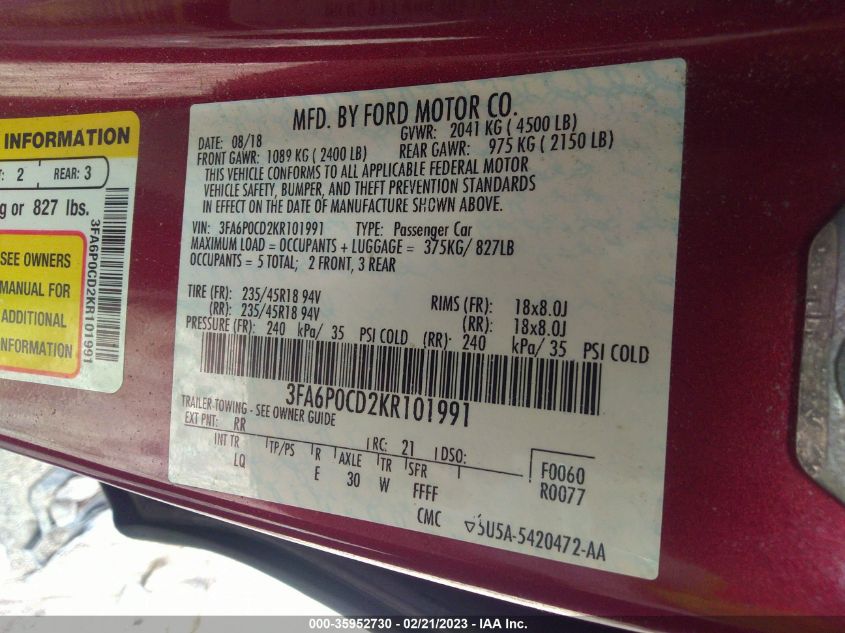 INFORMATION
2 REAR: 3
g or 827 lbs.
3FA6P0CD2KR101991
SEE OWNERS
MANUAL FOR
ADDITIONAL
INFORMATION
MFD. BY FORD MOTOR CO.
DATE: 08/18 GVWR: 2041 KG ( 4500 LB)
FRONT GAWR: 1089 KG ( 2400 LB) REAR GAWR: 975 KG ( 2150 LB)
THIS VEHICLE CONFORMS TO ALL APPLICABLE FEDERAL MOTOR
VEHICLE SAFETY, BUMPER, AND THEFT PREVENTION STANDARDS
IN EFFECT ON THE DATE OF MANUFACTURE SHOWN ABOVE.
VIN: 3FA6P0CD2KR101991 TYPE: Passenger Car
MAXIMUM LOAD = OCCUPANTS + LUGGAGE = 375KG/ 827LB
OCCUPANTS = 5 TOTAL; 2 FRONT, 3 REAR
TIRE (FR): 235/45R18 94V RIMS (FR): 18x8.0J
(RR): 235/45R18 94V (RR): 18x8.0J
PRESSURE (FR): 240 kPa/ 35 PSI COLD (RR): 240 kPa/ 35 PSI COLD
3FA6P0CD2KR101991
TRAILER-TOWING - SEE OWNER GUIDE
EXT PNT: RR RC: 21 DSO:
INT TR TP/PS R AXLE TR SFR
LQ E 30 W FFFF
F0060
R0077
CMC 5U5A-5420472-AA
000-35952730 - 02/21/2023 - © IAA Inc.